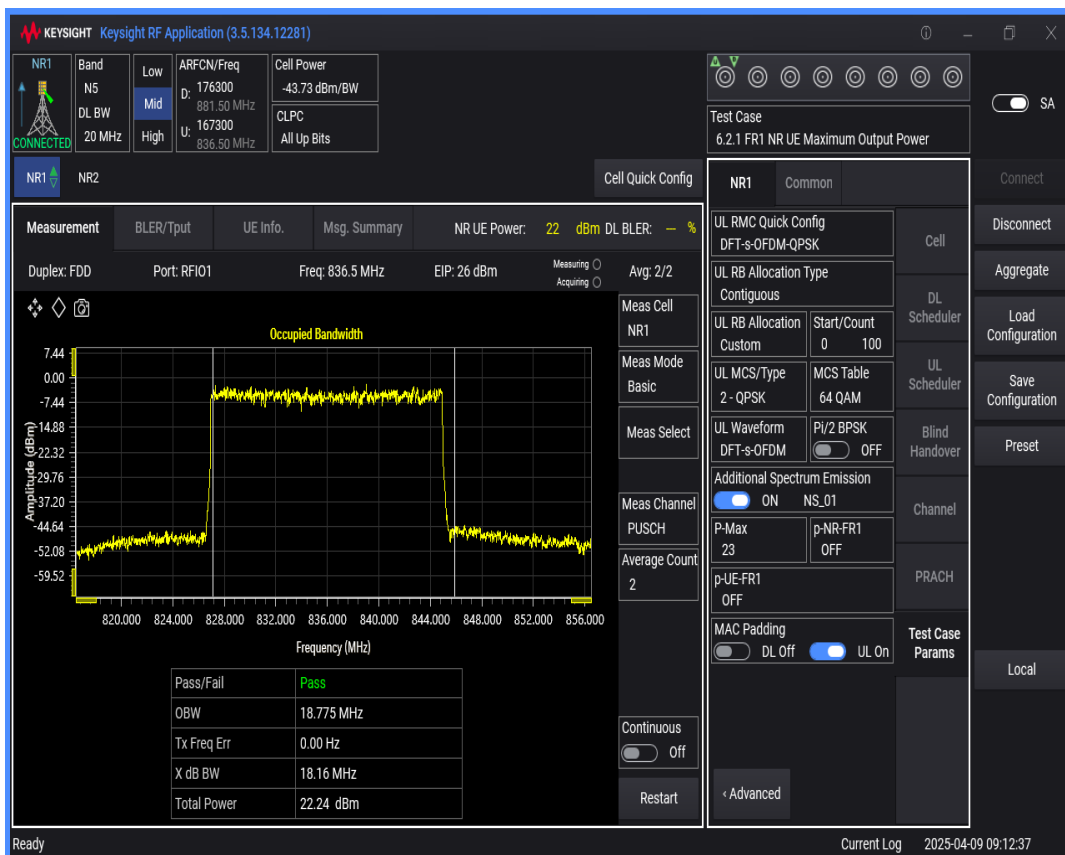 KEYSIGHT Keysight RF Application (3.5.134.12281)
NR1
CONNECTED
Band
N5
DL BW
20 MHz
Low
Mid
High
ARFCN/Freq
D: 176300
881.50 MHz
U: 167300
836.50 MHz
Cell Power
-43.73 dBm/BW
CLPC
All Up Bits
Test Case
6.2.1 FR1 NR UE Maximum Output Power
SA
NR1 NR2
Cell Quick Config
Measurement BLER/Tput UE Info. Msg. Summary NR UE Power: 22 dBm DL BLER: — %
Duplex: FDD Port: RFIO1 Freq: 836.5 MHz EIP: 26 dBm Measuring Acquiring Avg: 2/2
Occupied Bandwidth
Amplitude (dBm)
7.44
0.00
-7.44
-14.88
-22.32
-29.76
-37.20
-44.64
-52.08
-59.52
820.000 824.000 828.000 832.000 836.000 840.000 844.000 848.000 852.000 856.000
Frequency (MHz)
Pass/Fail Pass
OBW 18.775 MHz
Tx Freq Err 0.00 Hz
X dB BW 18.16 MHz
Total Power 22.24 dBm
Meas Cell
NR1
Meas Mode
Basic
Meas Select
Meas Channel
PUSCH
Average Count
2
Continuous
Off
Restart
NR1 Common
UL RMC Quick Config
DFT-s-OFDM-QPSK
UL RB Allocation Type
Contiguous
UL RB Allocation Start/Count
Custom 0 100
UL MCS/Type MCS Table
2 - QPSK 64 QAM
UL Waveform Pi/2 BPSK
DFT-s-OFDM OFF
Additional Spectrum Emission
ON NS_01
P-Max p-NR-FR1
23 OFF
p-UE-FR1
OFF
MAC Padding
DL Off UL On
‹ Advanced
Cell
DL
Scheduler
UL
Scheduler
Blind
Handover
Channel
PRACH
Test Case
Params
Connect
Disconnect
Aggregate
Load
Configuration
Save
Configuration
Preset
Local
Ready Current Log 2025-04-09 09:12:37